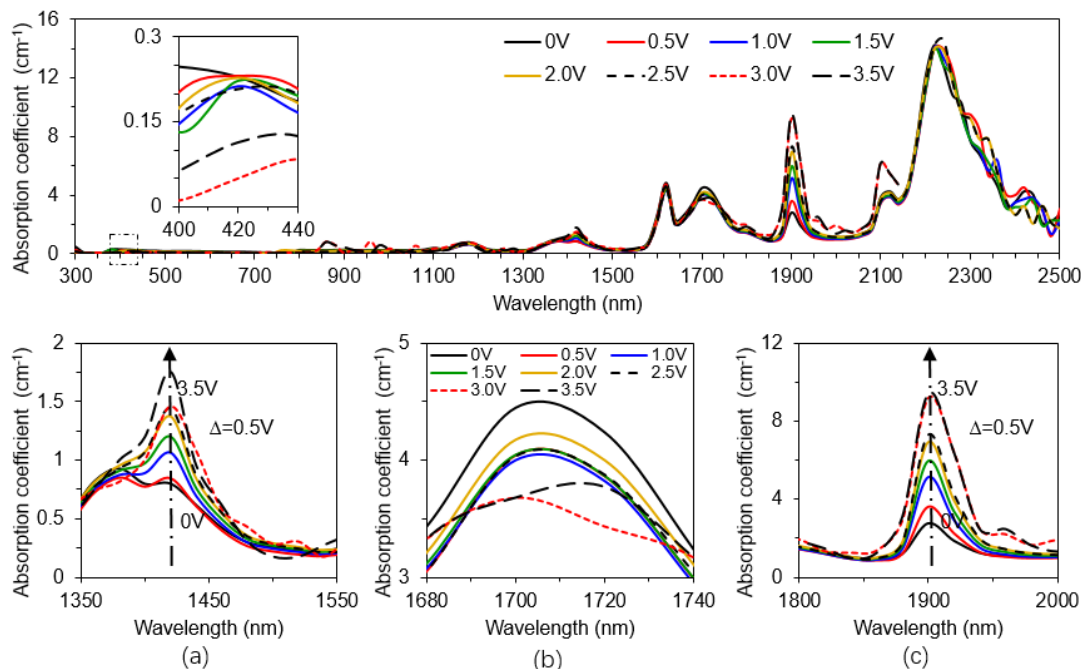 16
12
8
4
0
Absorption coefficient (cm⁻¹)
0.3
0.15
0
Absorption coefficient (cm⁻¹)
400 420 440
0V 0.5V 1.0V 1.5V
2.0V 2.5V 3.0V 3.5V
300 500 700 900 1100 1300 1500 1700 1900 2100 2300 2500
Wavelength (nm)
2
1.5
1
0.5
0
Absorption coefficient (cm⁻¹)
3.5V
Δ=0.5V
0V
1350 1450 1550
Wavelength (nm)
(a)
5
4
3
Absorption coefficient (cm⁻¹)
0V 0.5V 1.0V
1.5V 2.0V 2.5V
3.0V 3.5V
1680 1700 1720 1740
Wavelength (nm)
(b)
12
8
4
0
Absorption coefficient (cm⁻¹)
3.5V
Δ=0.5V
0V
1800 1900 2000
Wavelength (nm)
(c)